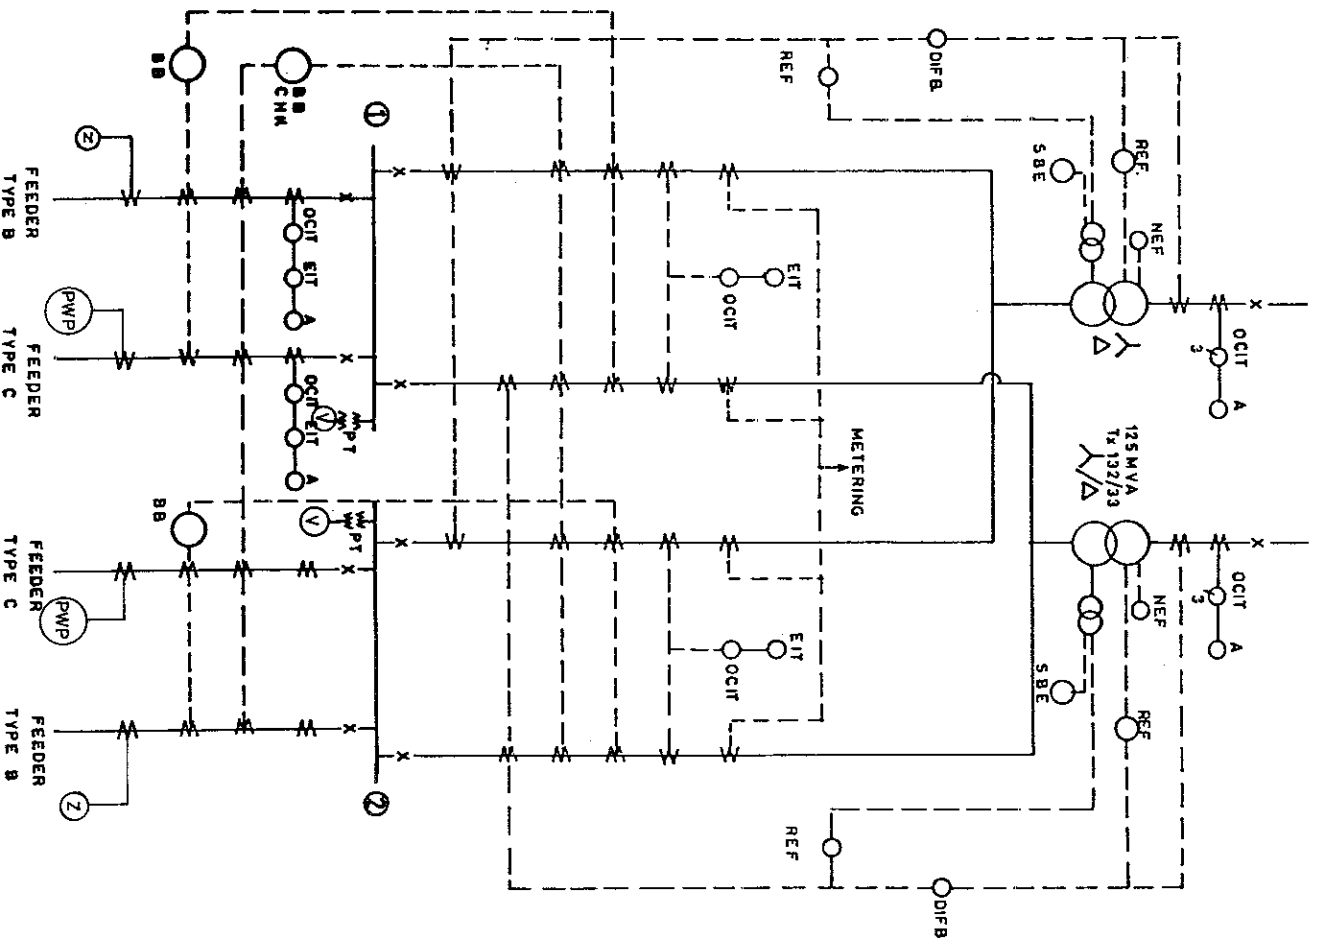 DIFB
REF
BB
BB
CHK
1
Z
REF
SBE
NEF
FEEDER
TYPE B
OCIT
EIT
A
EIT
OCIT
PWP
OCIT
3
A
FEEDER
TYPE C
OCIT
EIT
A
V
PT
125 MVA
Tx 132/33
METERING
BB
V
PT
FEEDER
TYPE C
PWP
OCIT
3
A
NEF
EIT
OCIT
SBE
REF
FEEDER
TYPE B
Z
2
REF
DIFB